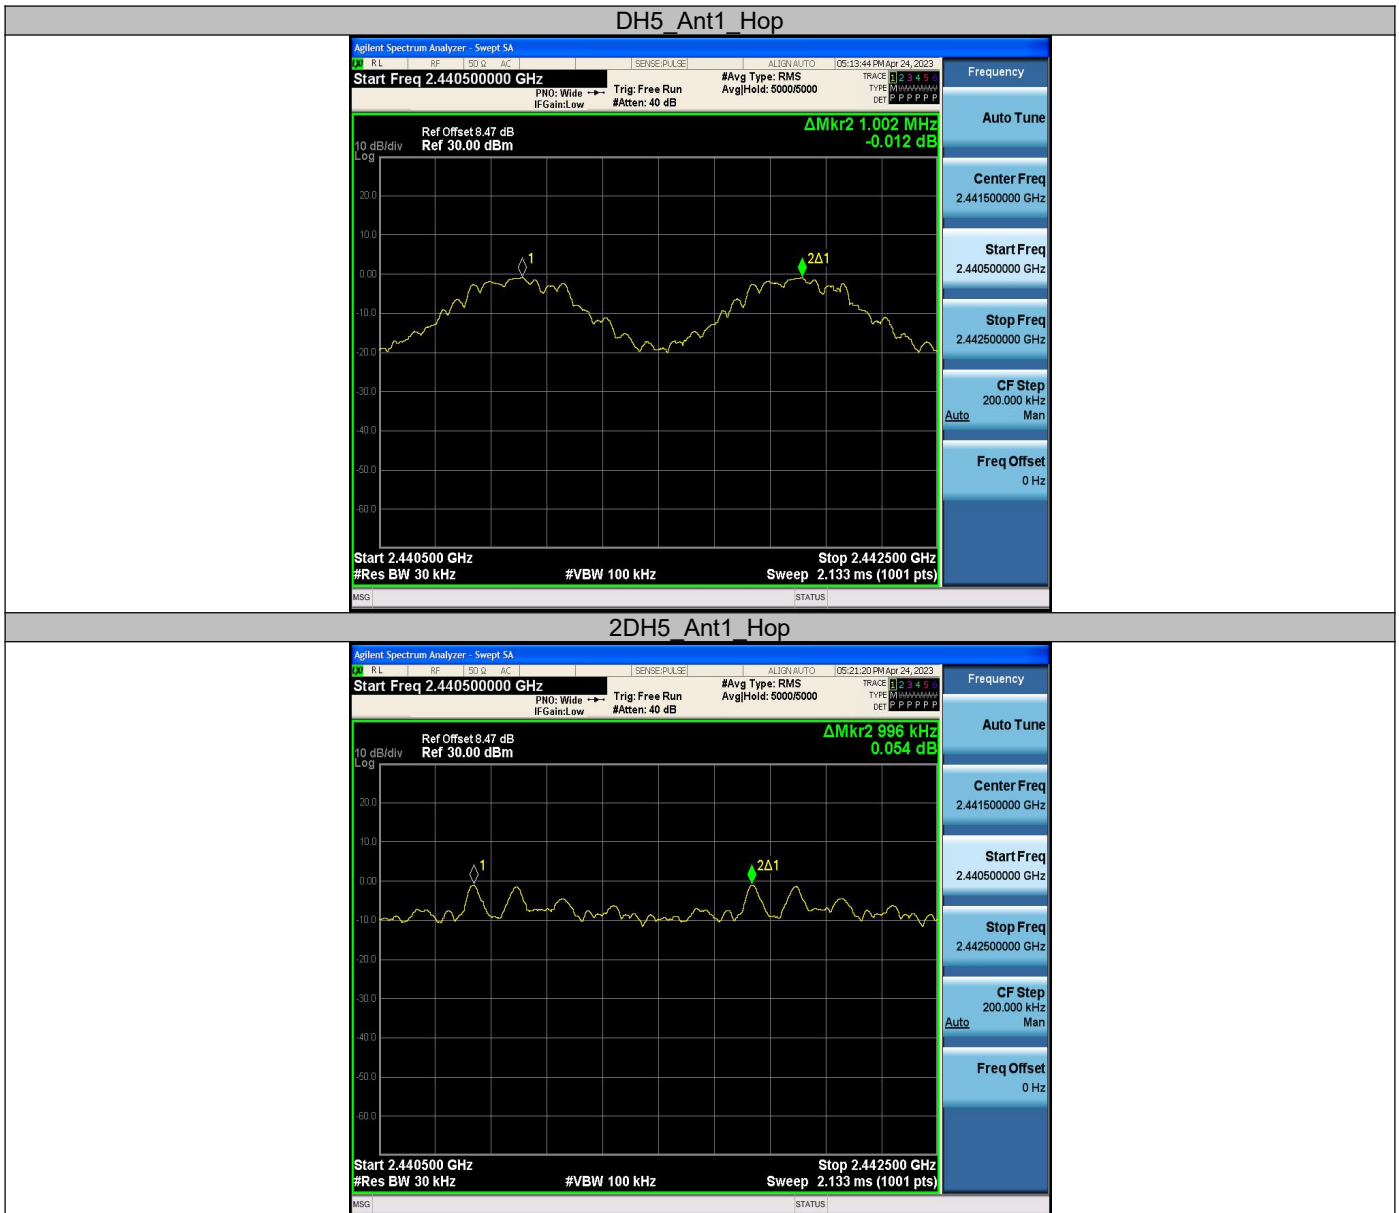 DH5_Ant1_Hop
Agilent Spectrum Analyzer - Swept SA
LXI RL RF 50 Ω AC SENSE:PULSE ALIGN AUTO 05:13:44 PM Apr 24, 2023
Start Freq 2.440500000 GHz
PNO: Wide
IFGain:Low
Trig: Free Run
#Atten: 40 dB
#Avg Type: RMS
Avg|Hold: 5000/5000
TRACE 1 2 3 4 5 6
TYPE M
DET P P P P P P
ΔMkr2 1.002 MHz
-0.012 dB
Ref Offset 8.47 dB
10 dB/div Ref 30.00 dBm
Log
20.0
10.0
0.00
-10.0
-20.0
-30.0
-40.0
-50.0
-60.0
1
2Δ1
Start 2.440500 GHz Stop 2.442500 GHz
#Res BW 30 kHz #VBW 100 kHz Sweep 2.133 ms (1001 pts)
MSG STATUS
Frequency
Auto Tune
Center Freq
2.441500000 GHz
Start Freq
2.440500000 GHz
Stop Freq
2.442500000 GHz
CF Step
200.000 kHz
Auto Man
Freq Offset
0 Hz
2DH5_Ant1_Hop
Agilent Spectrum Analyzer - Swept SA
LXI RL RF 50 Ω AC SENSE:PULSE ALIGN AUTO 05:21:20 PM Apr 24, 2023
Start Freq 2.440500000 GHz
PNO: Wide
IFGain:Low
Trig: Free Run
#Atten: 40 dB
#Avg Type: RMS
Avg|Hold: 5000/5000
TRACE 1 2 3 4 5 6
TYPE M
DET P P P P P P
ΔMkr2 996 kHz
0.054 dB
Ref Offset 8.47 dB
10 dB/div Ref 30.00 dBm
Log
20.0
10.0
0.00
-10.0
-20.0
-30.0
-40.0
-50.0
-60.0
1
2Δ1
Start 2.440500 GHz Stop 2.442500 GHz
#Res BW 30 kHz #VBW 100 kHz Sweep 2.133 ms (1001 pts)
MSG STATUS
Frequency
Auto Tune
Center Freq
2.441500000 GHz
Start Freq
2.440500000 GHz
Stop Freq
2.442500000 GHz
CF Step
200.000 kHz
Auto Man
Freq Offset
0 Hz